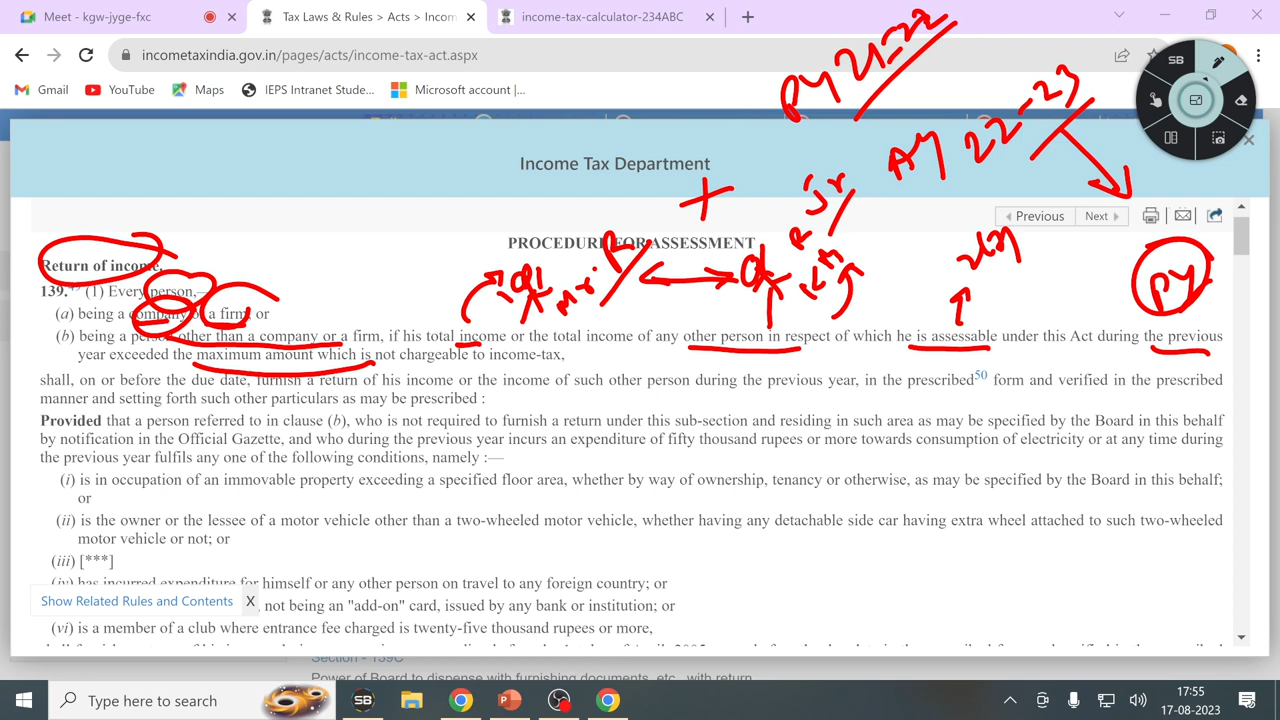 Meet - kgw-jyge-fxc
Tax Laws & Rules > Acts > Incom
income-tax-calculator-234ABC
incometaxindia.gov.in/pages/acts/income-tax-act.aspx
Gmail YouTube Maps IEPS Intranet Stude... Microsoft account |...
PY 21-22
AY 22-23
SB
Income Tax Department
Previous Next
PROCEDURE FOR ASSESSMENT
Return of income.
PY
139. (1) Every person,—
(a) being a company or a firm; or
(b) being a person other than a company or a firm, if his total income or the total income of any other person in respect of which he is assessable under this Act during the previous
year exceeded the maximum amount which is not chargeable to income-tax,
shall, on or before the due date, furnish a return of his income or the income of such other person during the previous year, in the prescribed50 form and verified in the prescribed
manner and setting forth such other particulars as may be prescribed :
Provided that a person referred to in clause (b), who is not required to furnish a return under this sub-section and residing in such area as may be specified by the Board in this behalf
by notification in the Official Gazette, and who during the previous year incurs an expenditure of fifty thousand rupees or more towards consumption of electricity or at any time during
the previous year fulfils any one of the following conditions, namely :—
(i) is in occupation of an immovable property exceeding a specified floor area, whether by way of ownership, tenancy or otherwise, as may be specified by the Board in this behalf;
or
(ii) is the owner or the lessee of a motor vehicle other than a two-wheeled motor vehicle, whether having any detachable side car having extra wheel attached to such two-wheeled
motor vehicle or not; or
(iii) [***]
(iv) has incurred expenditure for himself or any other person on travel to any foreign country; or
Show Related Rules and Contents X
not being an "add-on" card, issued by any bank or institution; or
(vi) is a member of a club where entrance fee charged is twenty-five thousand rupees or more,
Section - 139C
Power of Board to dispense with furnishing documents, etc., with return
Type here to search
SB
17:55
17-08-2023